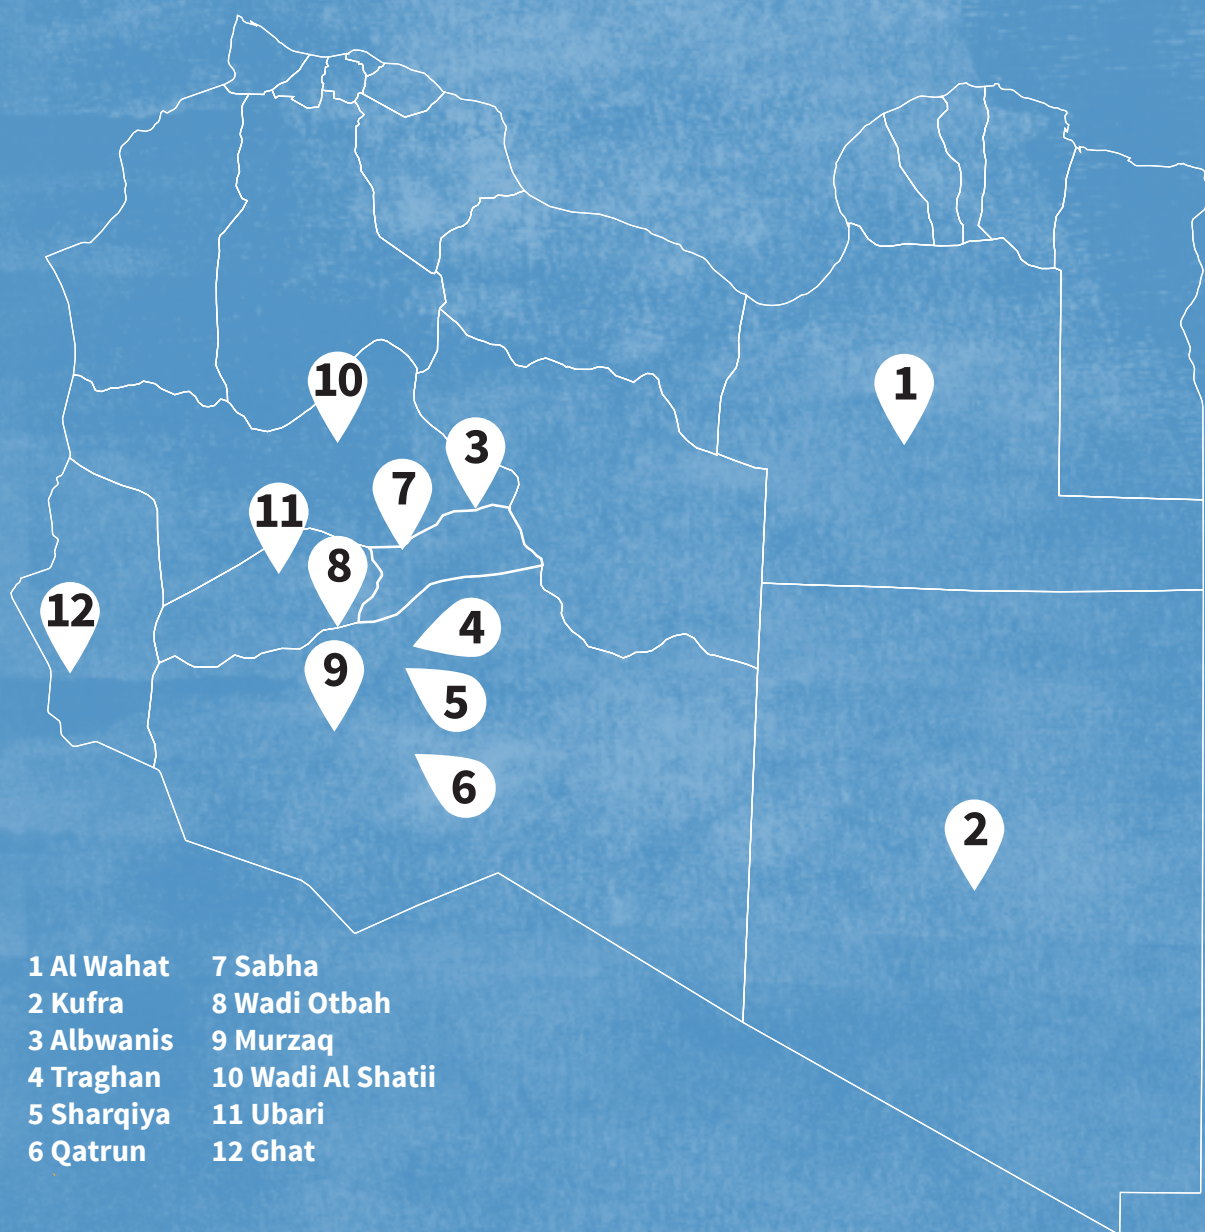 10
1
3
7
11
8
12
4
9
5
6
2
1 Al Wahat
2 Kufra
3 Albwanis
4 Traghan
5 Sharqiya
6 Qatrun
7 Sabha
8 Wadi Otbah
9 Murzaq
10 Wadi Al Shatii
11 Ubari
12 Ghat